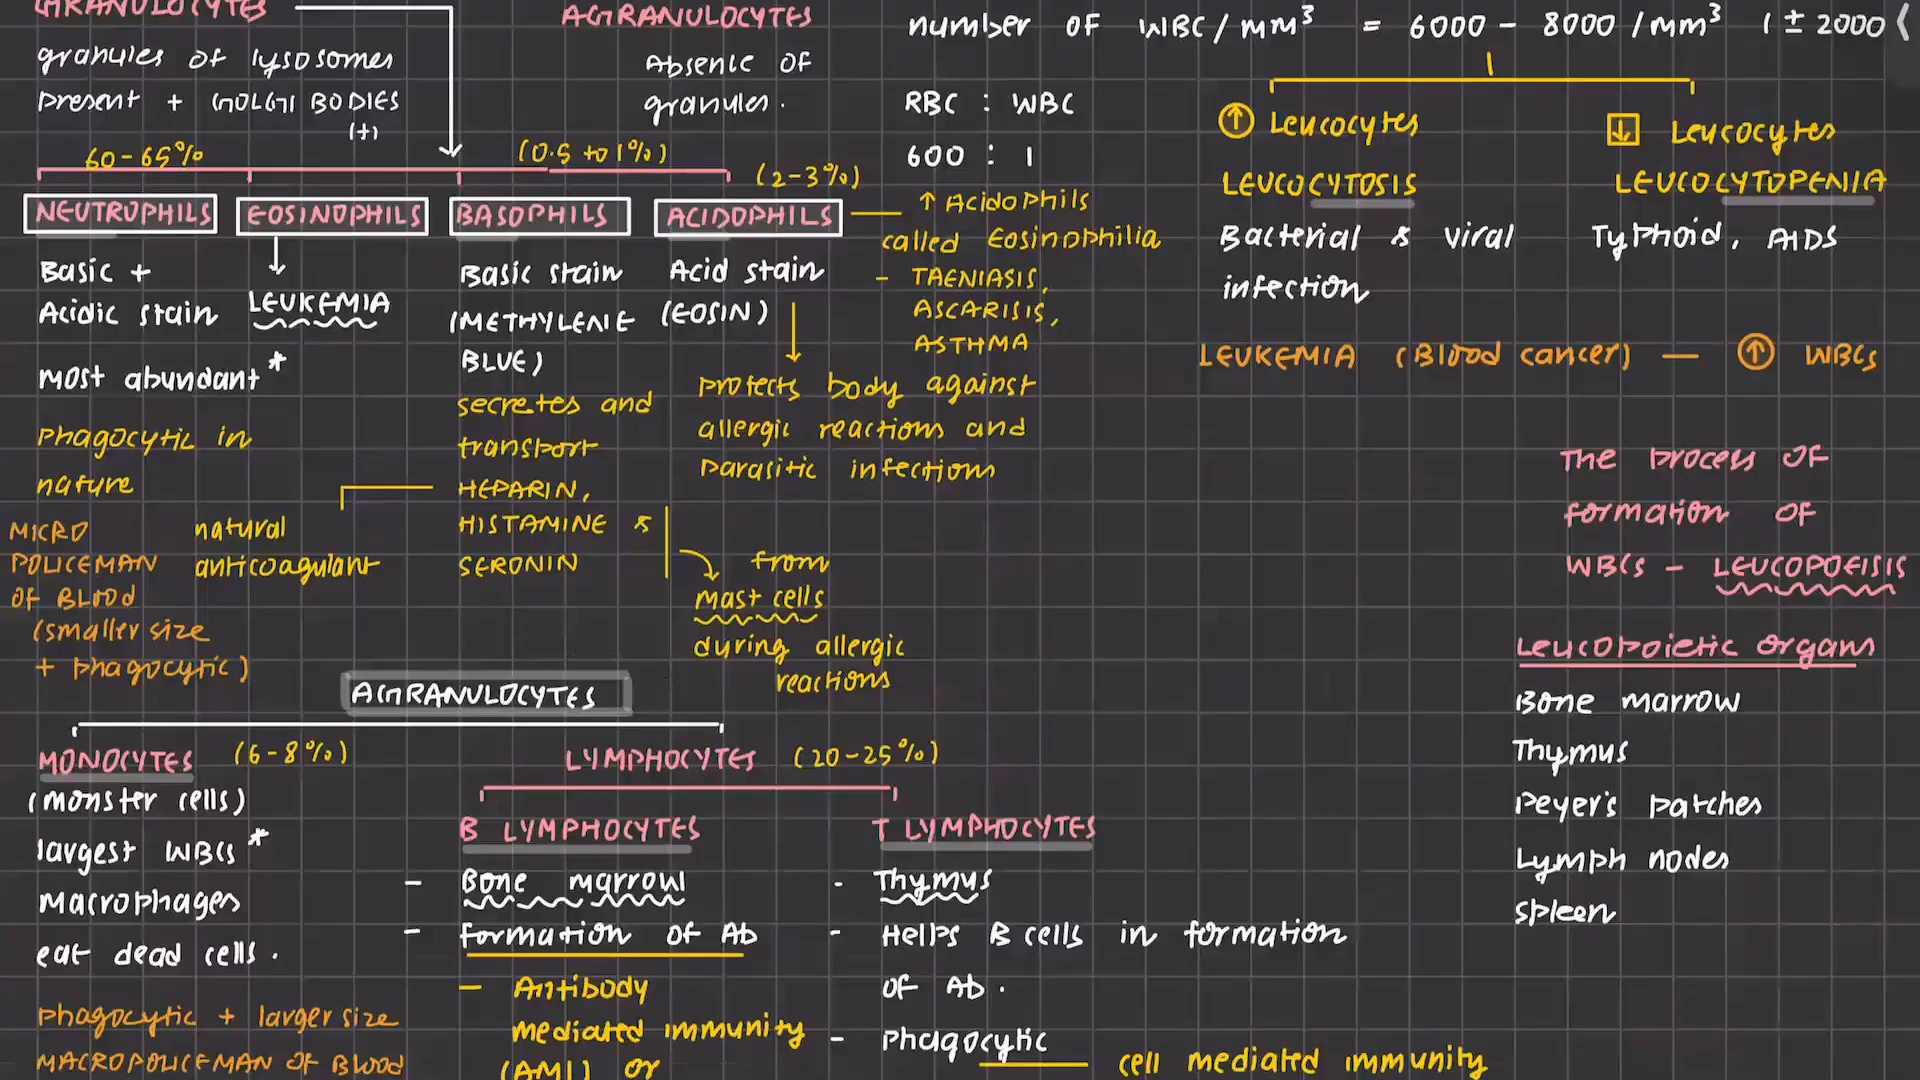 GRANULOCYTES
granules of lysosomes
present + GOLGI BODIES
(+)
AGRANULOCYTES
Absence of
granules.
number of WBC/mm³ = 6000 - 8000 /mm³ (± 2000(
RBC : WBC
600 : 1
↑ Leucocytes
LEUCOCYTOSIS
Bacterial & viral
infection
↓ Leucocytes
LEUCOCYTOPENIA
Typhoid, AIDS
LEUKEMIA (Blood cancer) — ↑ WBCs
60-65%
(0.5 to 1%)
(2-3%)
NEUTROPHILS
Basic +
Acidic stain
most abundant*
phagocytic in
nature
MICRO
POLICEMAN
OF Blood
(smaller size
+ phagocytic)
EOSINOPHILS
LEUKEMIA
BASOPHILS
Basic stain
(METHYLENE
BLUE)
secretes and
transport
HEPARIN,
HISTAMINE &
SERONIN
natural
anticoagulant
from
mast cells
during allergic
reactions
ACIDOPHILS
Acid stain
(EOSIN)
protects body against
allergic reactions and
parasitic infections
↑ Acidophils
called Eosinophilia
- TAENIASIS,
ASCARISIS,
ASTHMA
The process of
formation of
WBCs - LEUCOPOEISIS
Leucopoietic organs
Bone marrow
Thymus
Peyer's patches
Lymph nodes
spleen
AGRANULOCYTES
MONOCYTES (6-8%)
(monster cells)
largest WBCs*
Macrophages
eat dead cells.
phagocytic + larger size
MACROPOLICEMAN OF Blood
LYMPHOCYTES (20-25%)
B LYMPHOCYTES
- Bone marrow
- formation of Ab
- Antibody
mediated immunity
(AMI) or
T LYMPHOCYTES
- Thymus
- Helps B cells in formation
of Ab.
- phagocytic
cell mediated immunity